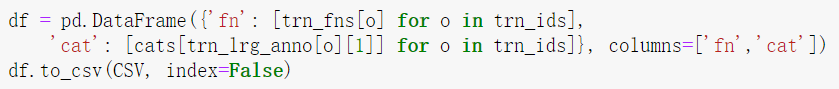 df = pd.DataFrame({'fn': [trn_fns[o] for o in trn_ids],
    'cat': [cats[trn_lrg_anno[o][1]] for o in trn_ids]}, columns=['fn','cat'])
df.to_csv(CSV, index=False)